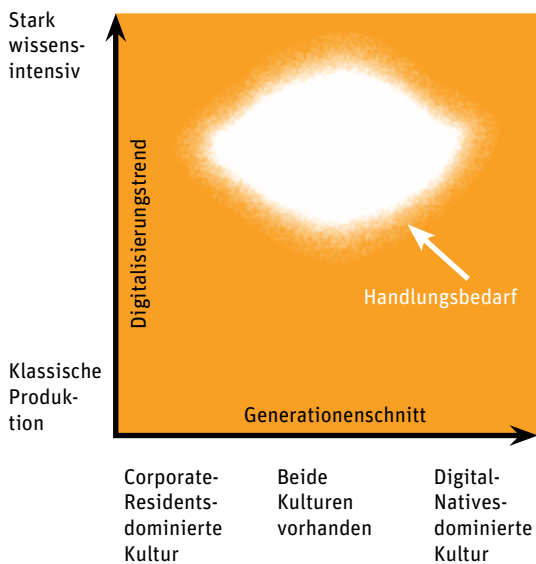 Stark
wissens-
intensiv
Digitalisierungstrend
Handlungsbedarf
Klassische
Produk-
tion
Generationenschnitt
Corporate-
Residents-
dominierte
Kultur
Beide
Kulturen
vorhanden
Digital-
Natives-
dominierte
Kultur